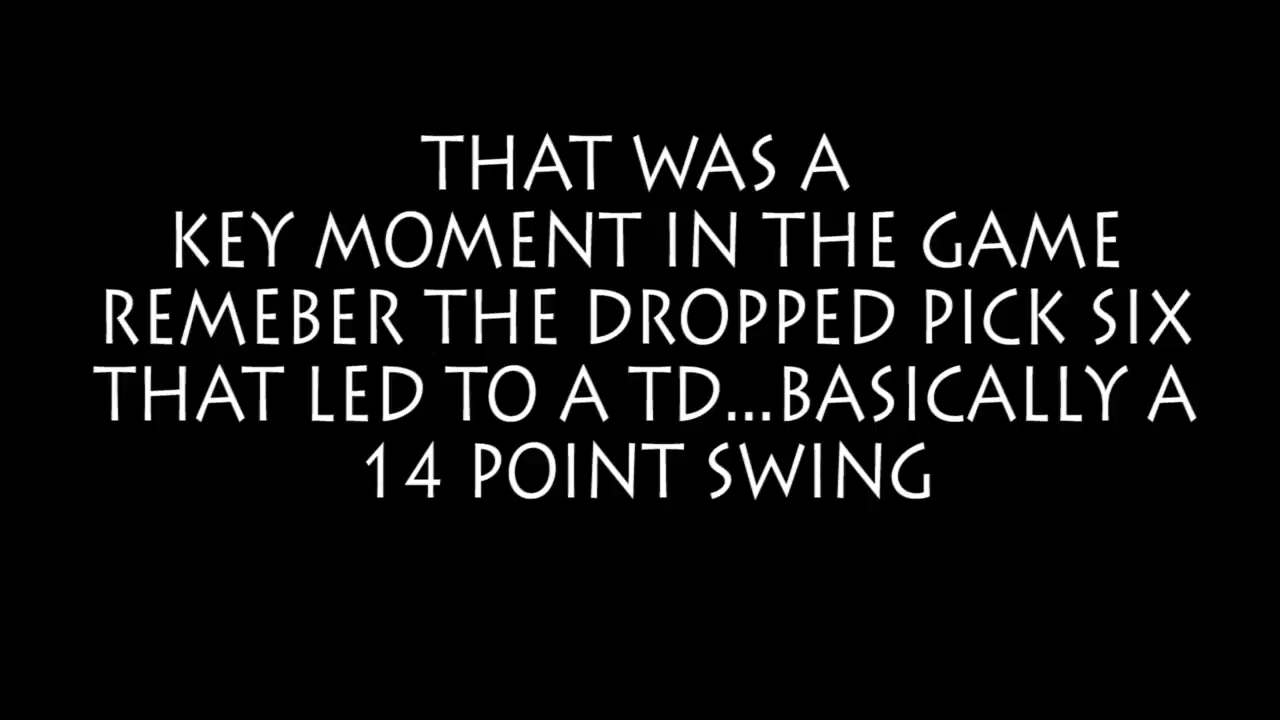 THAT WAS A
KEY MOMENT IN THE GAME
REMEBER THE DROPPED PICK SIX
THAT LED TO A TD...BASICALLY A
14 POINT SWING